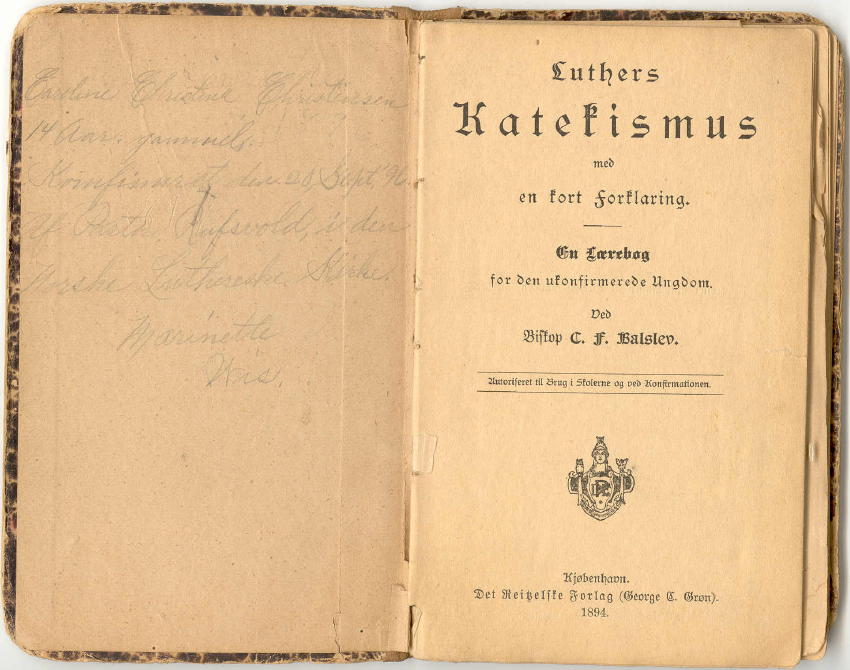 Caroline Christine Christensen
14 Aar. gammel.
Konfirmeret den 28 Sept, 96.
Af Pastor Rufsvold, i den
Norske Luthereske Kirke.
Marinette
Wis.
Luthers
Katekismus
med
en kort Forklaring.
En Lærebog
for den ukonfirmerede Ungdom.
Ved
Biskop C. F. Balslev.
Autoriseret til Brug i Skolerne og ved Konfirmationen.
Kjøbenhavn.
Det Reitzelske Forlag (George C. Grøn).
1894.